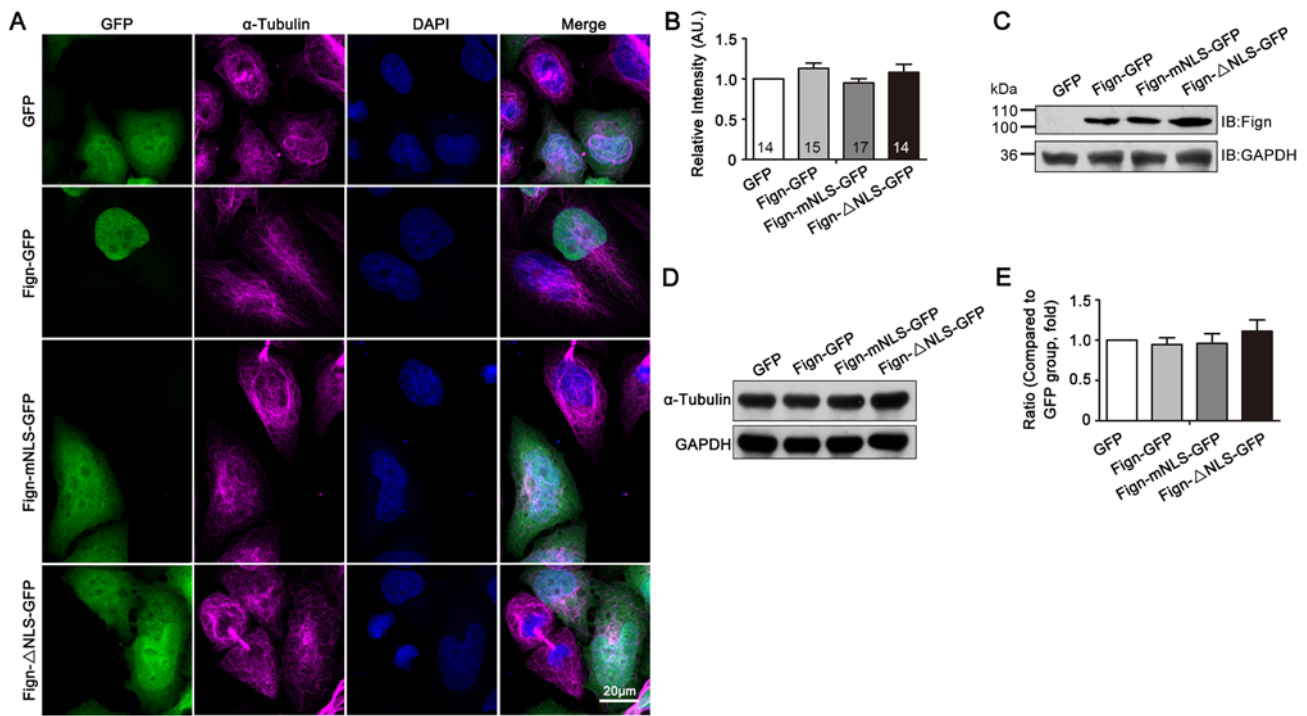 A
GFP
α-Tubulin
DAPI
Merge
GFP
Fign-GFP
Fign-mNLS-GFP
Fign-△NLS-GFP
20μm
B
Relative Intensity (AU.)
1.5
1.0
0.5
0
14
15
17
14
GFP
Fign-GFP
Fign-mNLS-GFP
Fign-△NLS-GFP
C
kDa
GFP
Fign-GFP
Fign-mNLS-GFP
Fign-△NLS-GFP
110
100
IB:Fign
36
IB:GAPDH
D
GFP
Fign-GFP
Fign-mNLS-GFP
Fign-△NLS-GFP
α-Tubulin
GAPDH
E
Ratio (Compared to
GFP group, fold)
1.5
1.0
0.5
0
GFP
Fign-GFP
Fign-mNLS-GFP
Fign-△NLS-GFP